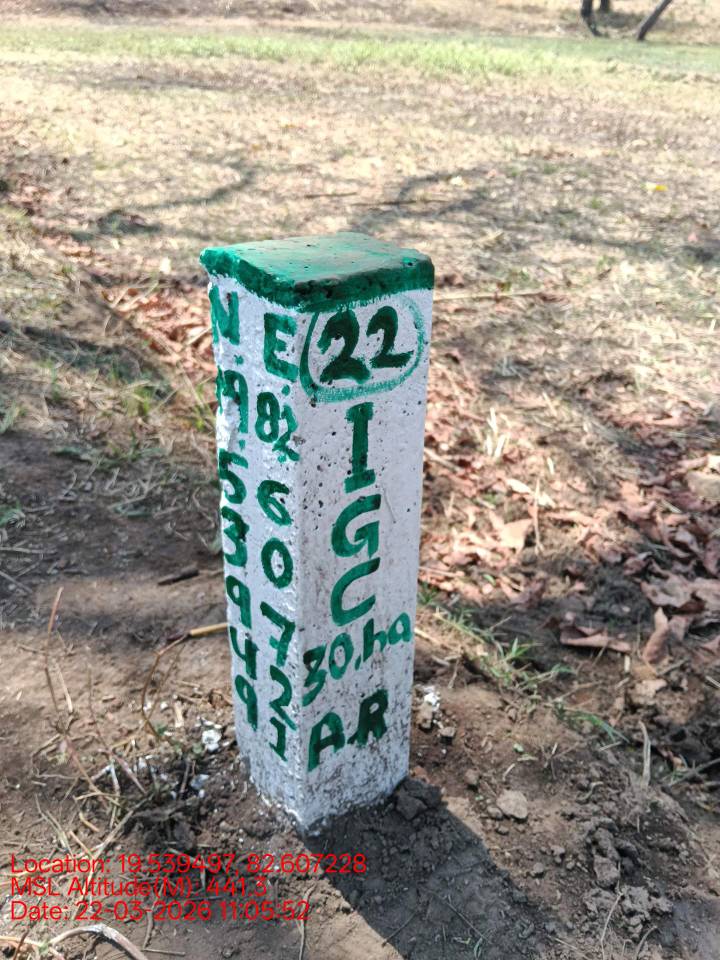 N.
19.
5
3
9
4
9
E.
82.
6
0
7
2
1
22
I
G
C
30.ha
A.R
Location: 19.539497, 82.607228
MSL Altitude(M): 441.3
Date: 22-03-2026 11:05:52